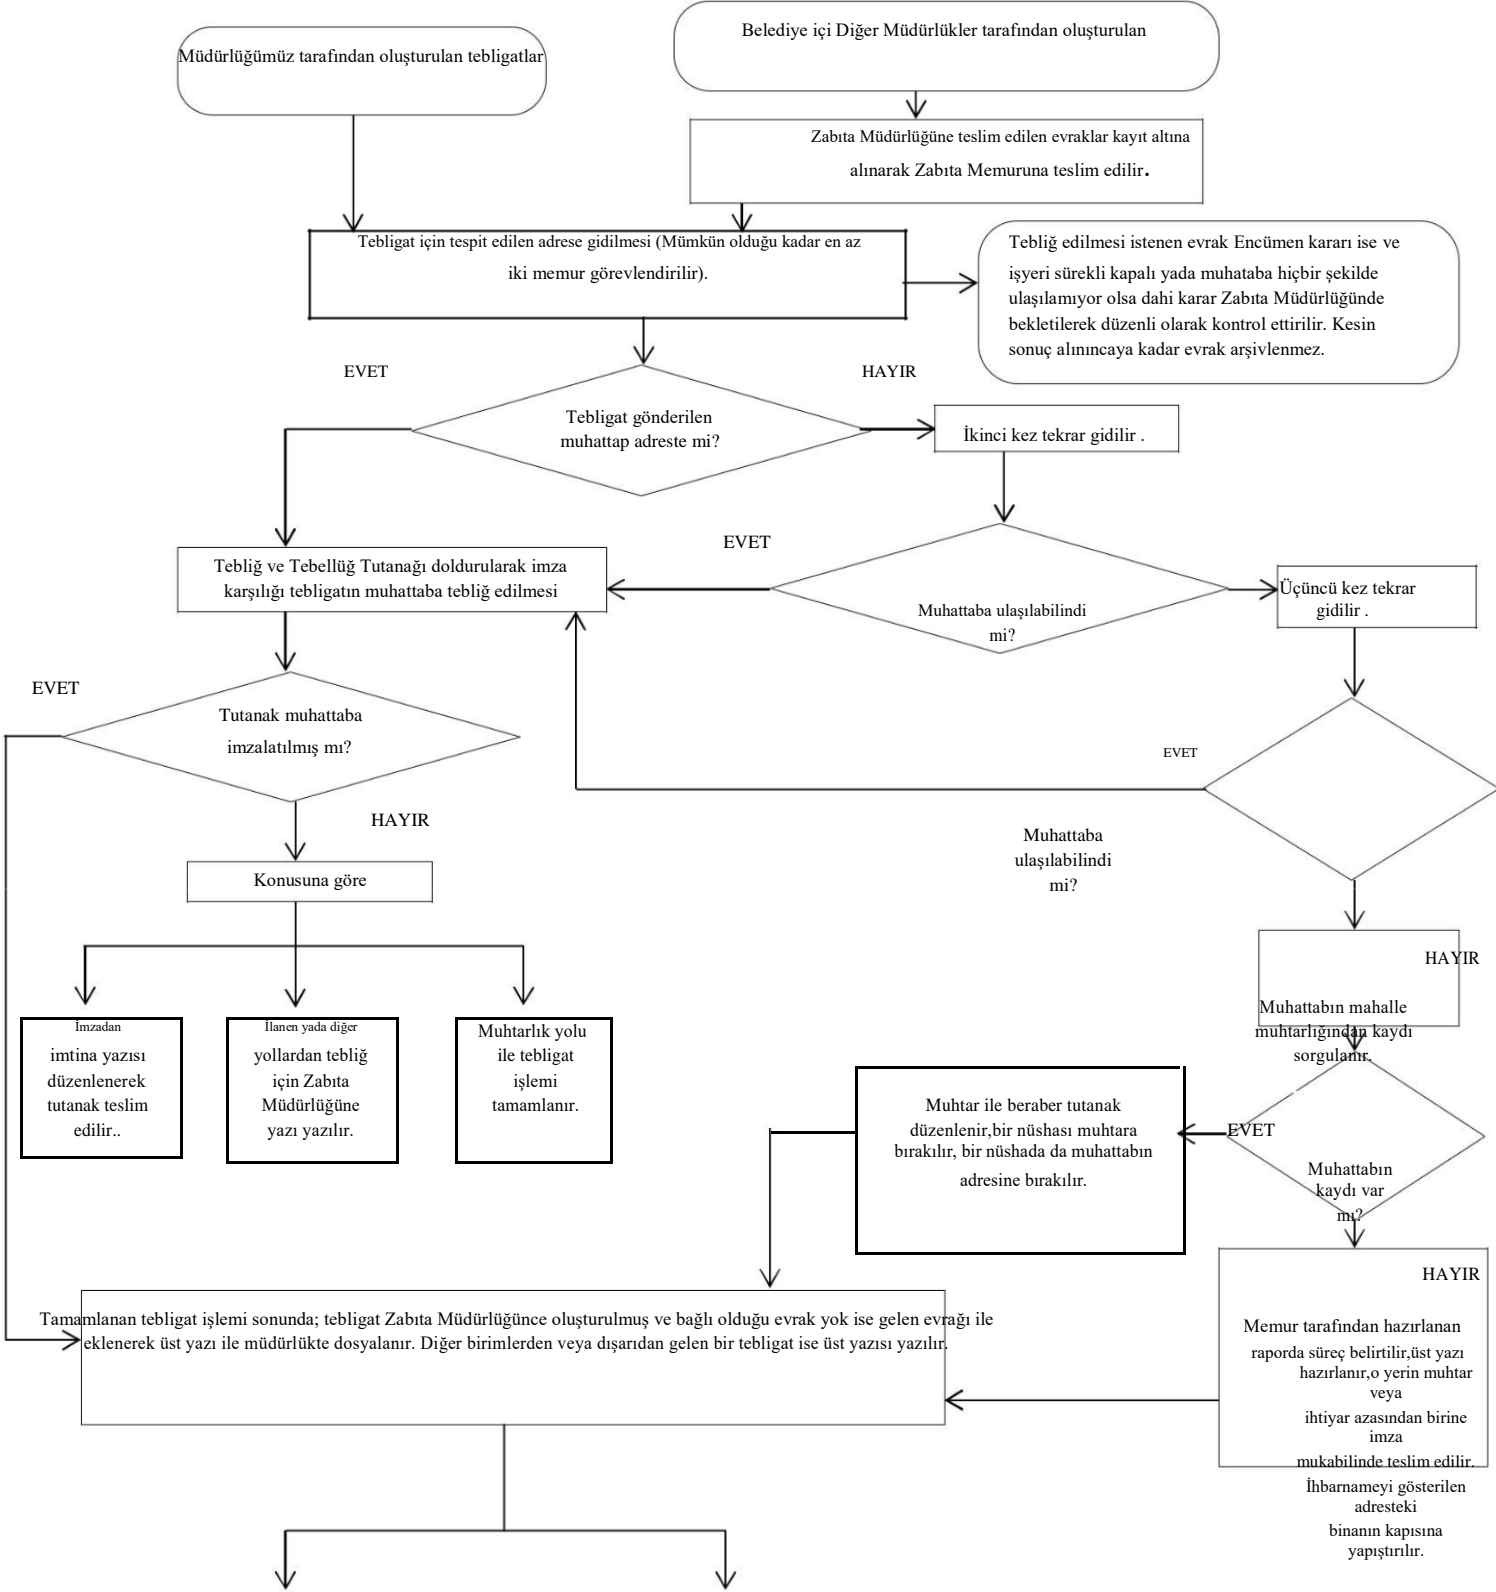 Belediye içi Diğer Müdürlükler tarafından oluşturulan
Müdürlüğümüz tarafından oluşturulan tebligatlar
Zabıta Müdürlüğüne teslim edilen evraklar kayıt altına
alınarak Zabıta Memuruna teslim edilir.
Tebligat için tespit edilen adrese gidilmesi (Mümkün olduğu kadar en az
iki memur görevlendirilir).
Tebliğ edilmesi istenen evrak Encümen kararı ise ve
işyeri sürekli kapalı yada muhataba hiçbir şekilde
ulaşılamıyor olsa dahi karar Zabıta Müdürlüğünde
bekletilerek düzenli olarak kontrol ettirilir. Kesin
sonuç alınıncaya kadar evrak arşivlenmez.
EVET
HAYIR
Tebligat gönderilen
muhattap adreste mi?
İkinci kez tekrar gidilir .
EVET
Tebliğ ve Tebellüğ Tutanağı doldurularak imza
karşılığı tebligatın muhattaba tebliğ edilmesi
Muhattaba ulaşılabilindi
mi?
Üçüncü kez tekrar
gidilir .
EVET
Tutanak muhattaba
imzalatılmış mı?
EVET
HAYIR
Muhattaba
ulaşılabilindi
mi?
Konusuna göre
HAYIR
Muhattabın mahalle
muhtarlığından kaydı
sorgulanır.
İmzadan
imtina yazısı
düzenlenerek
tutanak teslim
edilir..
İlanen yada diğer
yollardan tebliğ
için Zabıta
Müdürlüğüne
yazı yazılır.
Muhtarlık yolu
ile tebligat
işlemi
tamamlanır.
Muhtar ile beraber tutanak
düzenlenir,bir nüshası muhtara
bırakılır, bir nüshada da muhattabın
adresine bırakılır.
EVET
Muhattabın
kaydı var
mı?
HAYIR
Tamamlanan tebligat işlemi sonunda; tebligat Zabıta Müdürlüğünce oluşturulmuş ve bağlı olduğu evrak yok ise gelen evrağı ile
eklenerek üst yazı ile müdürlükte dosyalanır. Diğer birimlerden veya dışarıdan gelen bir tebligat ise üst yazısı yazılır.
Memur tarafından hazırlanan
raporda süreç belirtilir,üst yazı
hazırlanır,o yerin muhtar
veya
ihtiyar azasından birine
imza
mukabilinde teslim edilir.
İhbarnameyi gösterilen
adresteki
binanın kapısına
yapıştırılır.